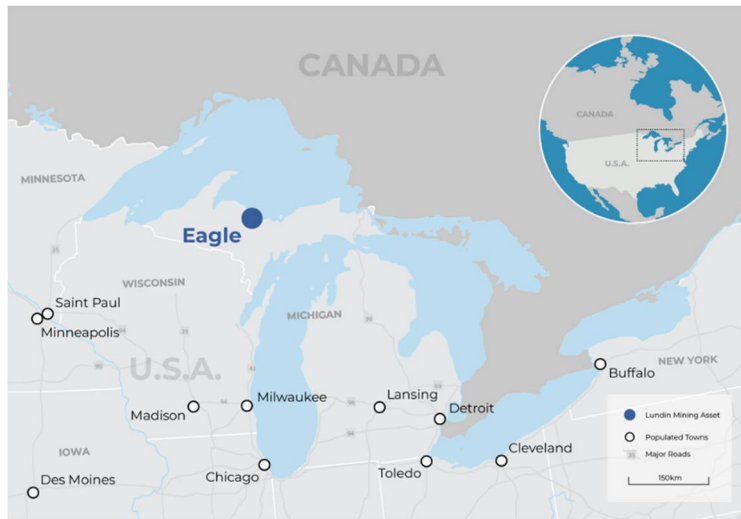 CANADA
CANADA
U.S.A.
MINNESOTA
Eagle
WISCONSIN
Saint Paul
Minneapolis
MICHIGAN
U.S.A.
NEW YORK
Buffalo
Madison
Milwaukee
Lansing
Detroit
IOWA
Chicago
Toledo
Cleveland
Des Moines
Lundin Mining Asset
Populated Towns
Major Roads
150km